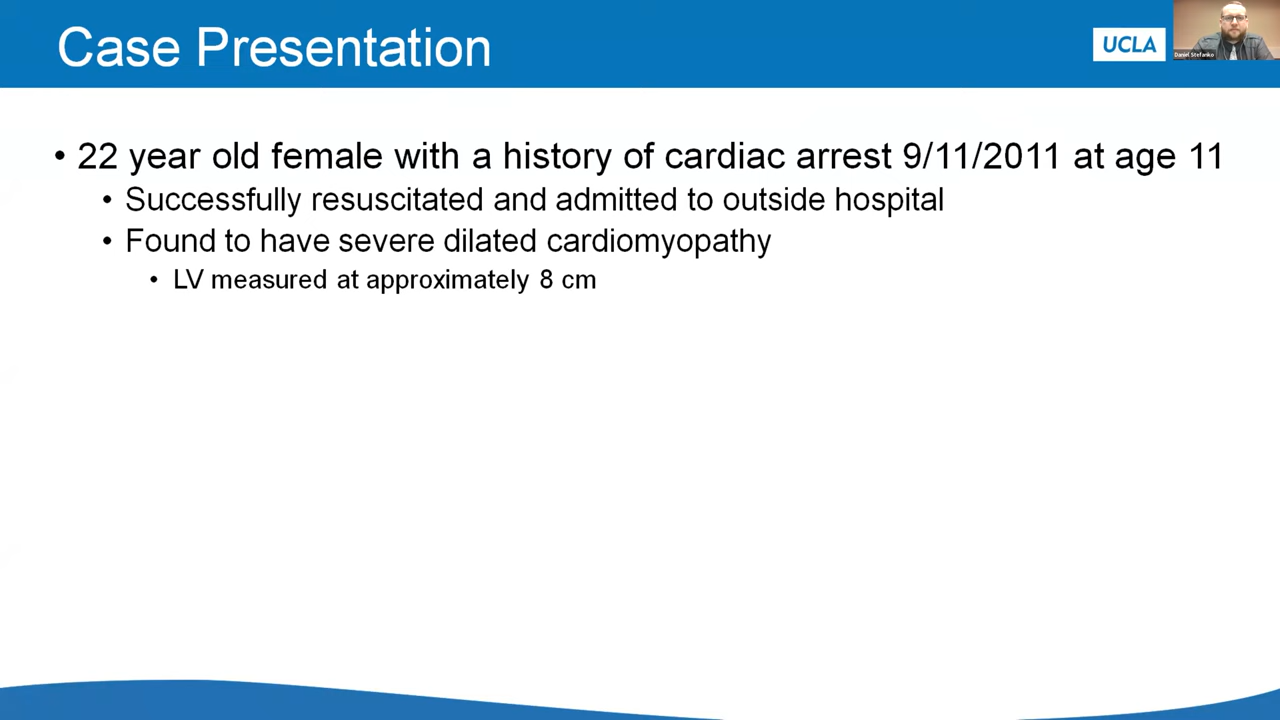 Case Presentation
UCLA
Daniel Stefanko
• 22 year old female with a history of cardiac arrest 9/11/2011 at age 11
• Successfully resuscitated and admitted to outside hospital
• Found to have severe dilated cardiomyopathy
• LV measured at approximately 8 cm